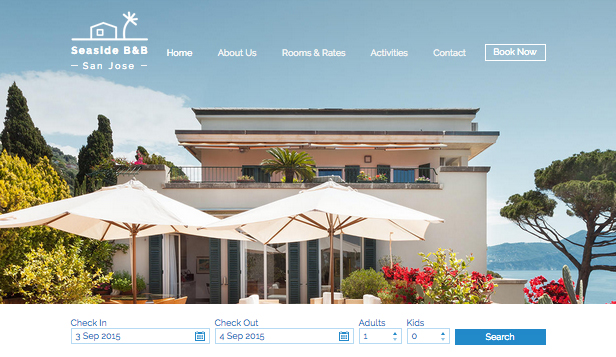 Seaside B&B
San Jose
Home About Us Rooms & Rates Activities Contact Book Now
Check In Check Out Adults Kids
3 Sep 2015 4 Sep 2015 1 0 Search